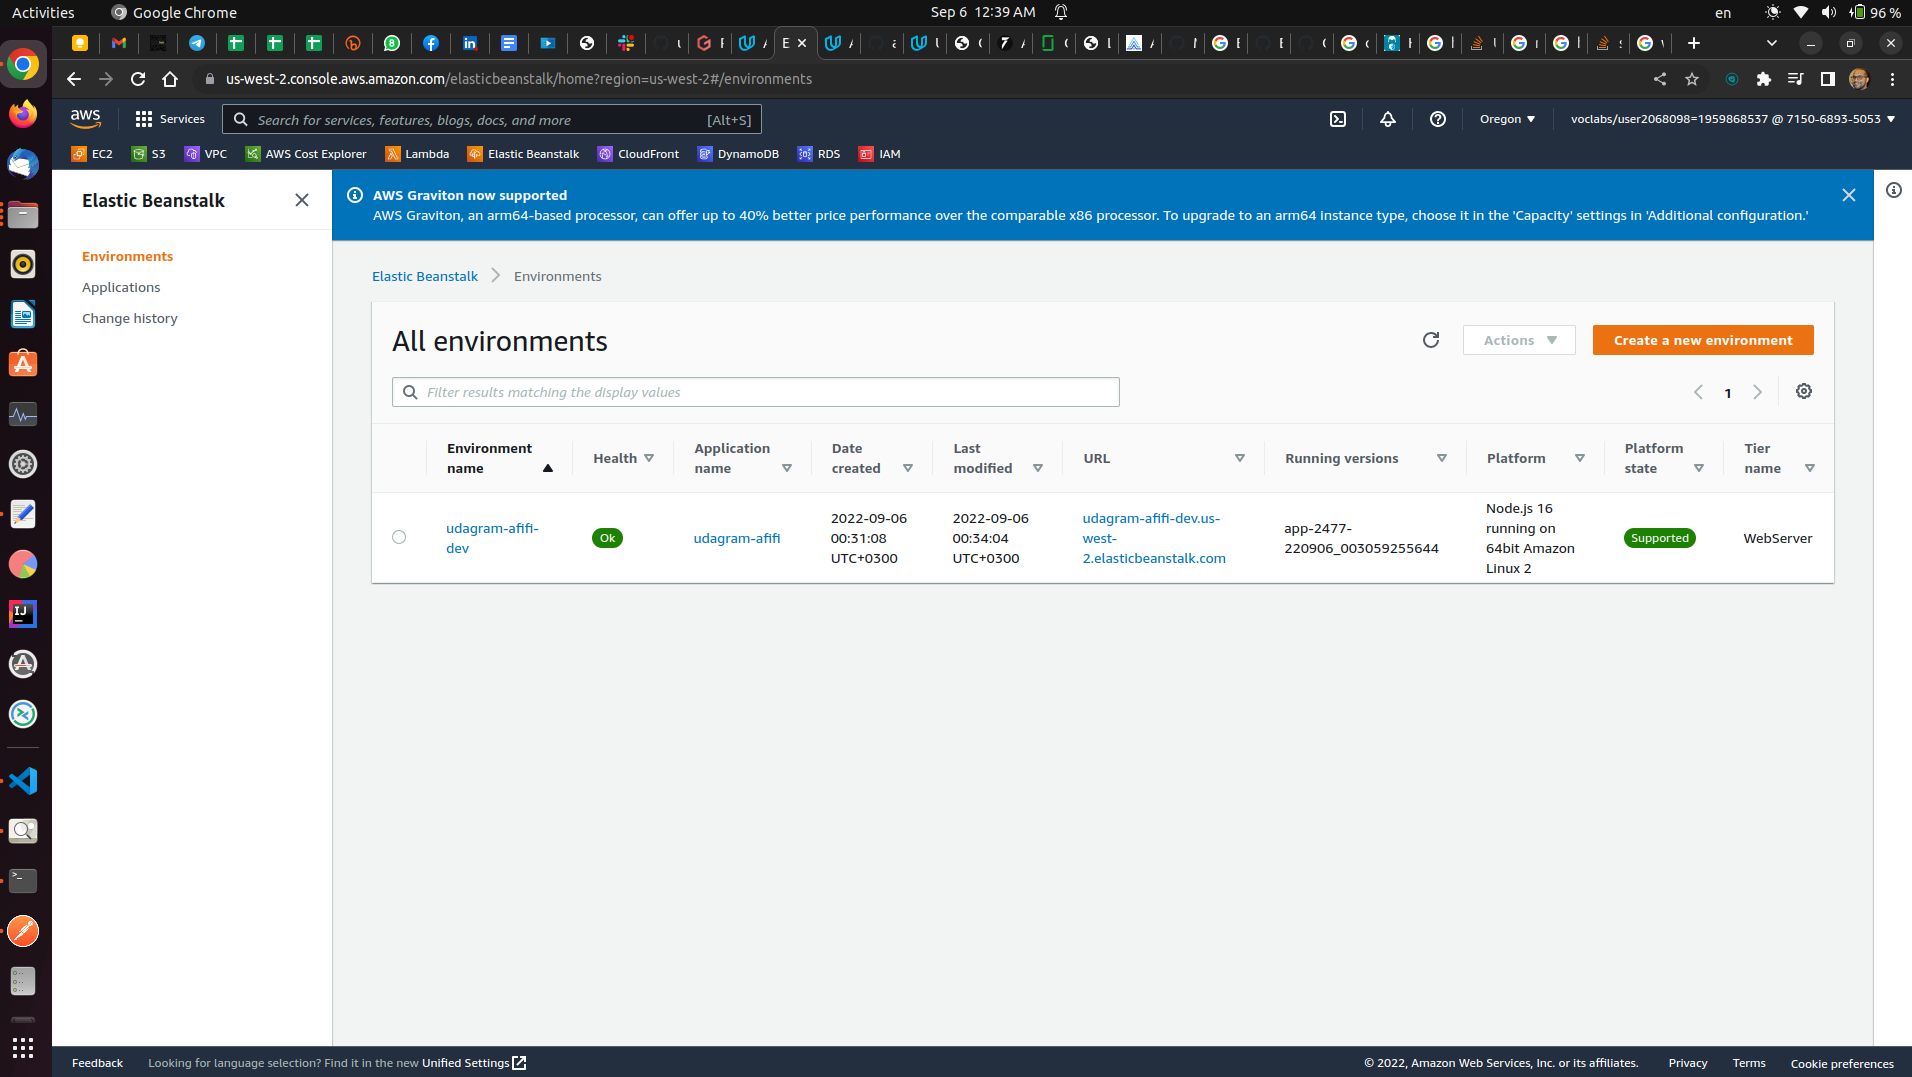 Activities
Google Chrome
Sep 6 12:39 AM
en
96 %
E
us-west-2.console.aws.amazon.com/elasticbeanstalk/home?region=us-west-2#/environments
aws
Services
Search for services, features, blogs, docs, and more
[Alt+S]
Oregon
voclabs/user2068098=1959868537 @ 7150-6893-5053
EC2
S3
VPC
AWS Cost Explorer
Lambda
Elastic Beanstalk
CloudFront
DynamoDB
RDS
IAM
Elastic Beanstalk
Environments
Applications
Change history
AWS Graviton now supported
AWS Graviton, an arm64-based processor, can offer up to 40% better price performance over the comparable x86 processor. To upgrade to an arm64 instance type, choose it in the 'Capacity' settings in 'Additional configuration.'
Elastic Beanstalk
Environments
All environments
Actions
Create a new environment
Filter results matching the display values
1
Environment
name
Health
Application
name
Date
created
Last
modified
URL
Running versions
Platform
Platform
state
Tier
name
udagram-afifi-
dev
Ok
udagram-afifi
2022-09-06
00:31:08
UTC+0300
2022-09-06
00:34:04
UTC+0300
udagram-afifi-dev.us-
west-
2.elasticbeanstalk.com
app-2477-
220906_003059255644
Node.js 16
running on
64bit Amazon
Linux 2
Supported
WebServer
Feedback
Looking for language selection? Find it in the new Unified Settings
© 2022, Amazon Web Services, Inc. or its affiliates.
Privacy
Terms
Cookie preferences